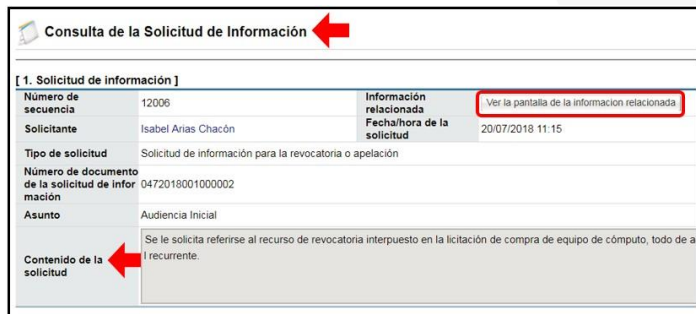 Consulta de la Solicitud de Información
[ 1. Solicitud de información ]
Número de secuencia 12006 Información relacionada Ver la pantalla de la informacion relacionada
Solicitante Isabel Arias Chacón Fecha/hora de la solicitud 20/07/2018 11:15
Tipo de solicitud Solicitud de información para la revocatoria o apelación
Número de documento
de la solicitud de infor 0472018001000002
mación
Asunto Audiencia Inicial
Se le solicita referirse al recurso de revocatoria interpuesto en la licitación de compra de equipo de cómputo, todo de a
Contenido de la l recurrente.
solicitud